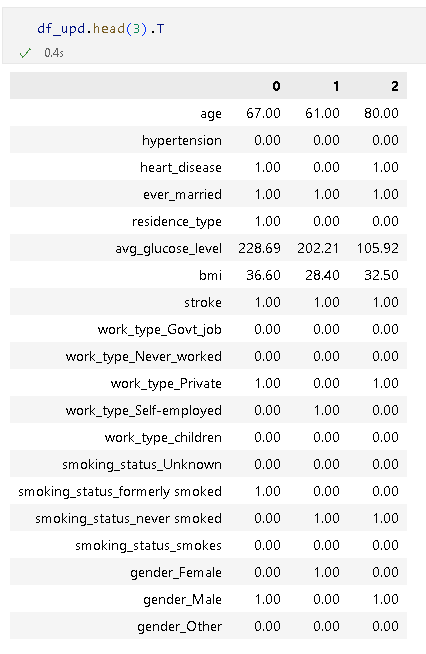 df_upd.head(3).T
0.4s
0 1 2
age 67.00 61.00 80.00
hypertension 0.00 0.00 0.00
heart_disease 1.00 0.00 1.00
ever_married 1.00 1.00 1.00
residence_type 1.00 0.00 0.00
avg_glucose_level 228.69 202.21 105.92
bmi 36.60 28.40 32.50
stroke 1.00 1.00 1.00
work_type_Govt_job 0.00 0.00 0.00
work_type_Never_worked 0.00 0.00 0.00
work_type_Private 1.00 0.00 1.00
work_type_Self-employed 0.00 1.00 0.00
work_type_children 0.00 0.00 0.00
smoking_status_Unknown 0.00 0.00 0.00
smoking_status_formerly smoked 1.00 0.00 0.00
smoking_status_never smoked 0.00 1.00 1.00
smoking_status_smokes 0.00 0.00 0.00
gender_Female 0.00 1.00 0.00
gender_Male 1.00 0.00 1.00
gender_Other 0.00 0.00 0.00